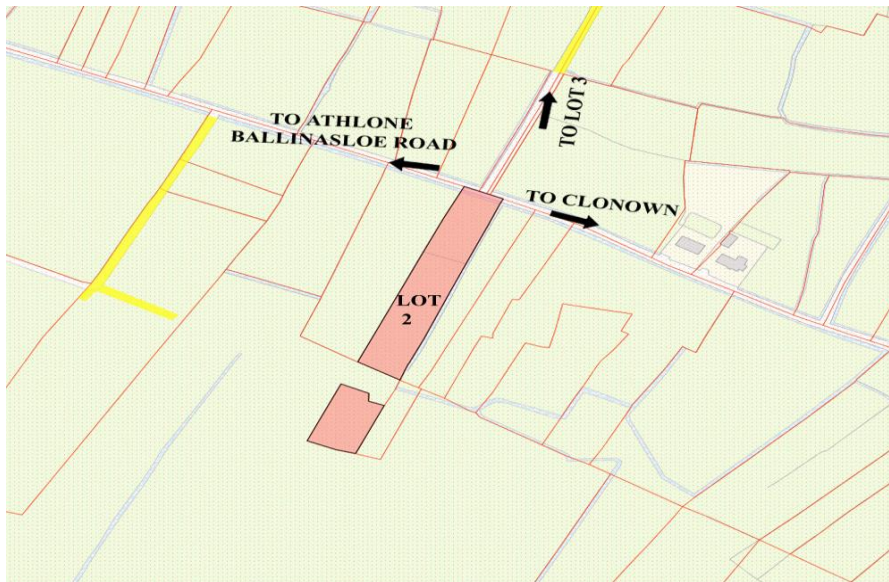 TO ATHLONE
BALLINASLOE ROAD
TO LOT 3
TO CLONOWN
LOT
2